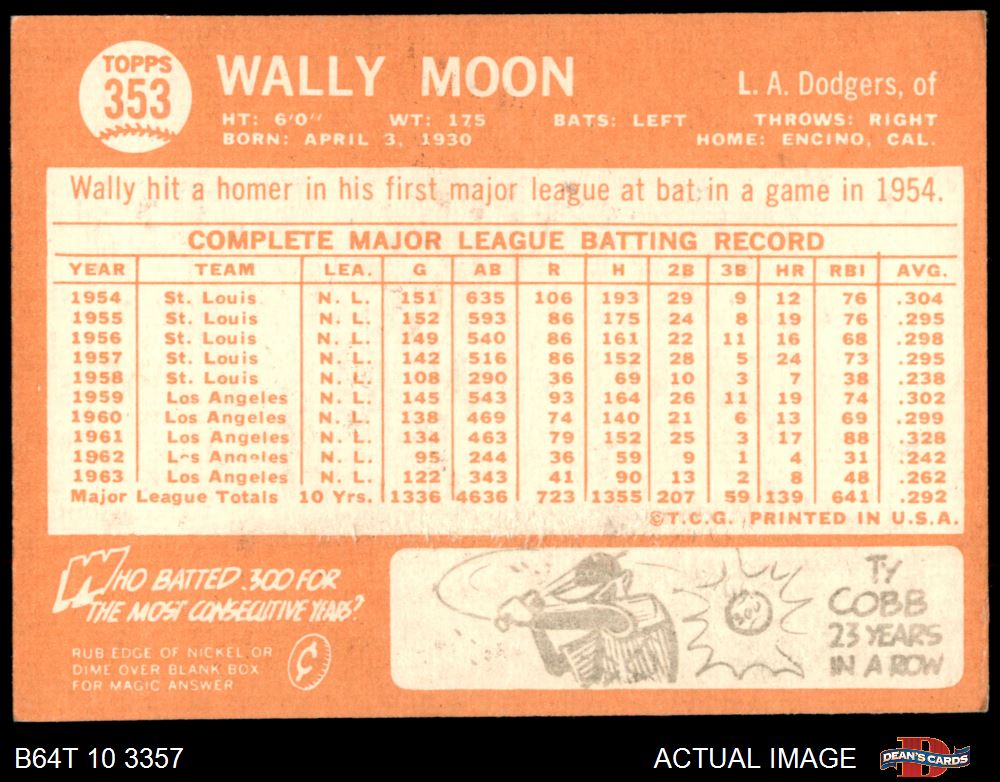 TOPPS
353
WALLY MOON
L. A. Dodgers, of
HT: 6'0" WT: 175 BATS: LEFT THROWS: RIGHT
BORN: APRIL 3, 1930 HOME: ENCINO, CAL.
Wally hit a homer in his first major league at bat in a game in 1954.
COMPLETE MAJOR LEAGUE BATTING RECORD
YEAR TEAM LEA. G AB R H 2B 3B HR RBI AVG.
1954 St. Louis N. L. 151 635 106 193 29 9 12 76 .304
1955 St. Louis N. L. 152 593 86 175 24 8 19 76 .295
1956 St. Louis N. L. 149 540 86 161 22 11 16 68 .298
1957 St. Louis N. L. 142 516 86 152 28 5 24 73 .295
1958 St. Louis N. L. 108 290 36 69 10 3 7 38 .238
1959 Los Angeles N. L. 145 543 93 164 26 11 19 74 .302
1960 Los Angeles N. L. 138 469 74 140 21 6 13 69 .299
1961 Los Angeles N. L. 134 463 79 152 25 3 17 88 .328
1962 Los Angeles N. L. 95 244 36 59 9 1 4 31 .242
1963 Los Angeles N. L. 122 343 41 90 13 2 8 48 .262
Major League Totals 10 Yrs. 1336 4636 723 1355 207 59 139 641 .292
©T.C.G. PRINTED IN U.S.A.
WHO BATTED .300 FOR
THE MOST CONSECUTIVE YEARS?
RUB EDGE OF NICKEL OR
DIME OVER BLANK BOX
FOR MAGIC ANSWER
¢
TY
COBB
23 YEARS
IN A ROW
B64T 10 3357
ACTUAL IMAGE
DEAN'S CARDS